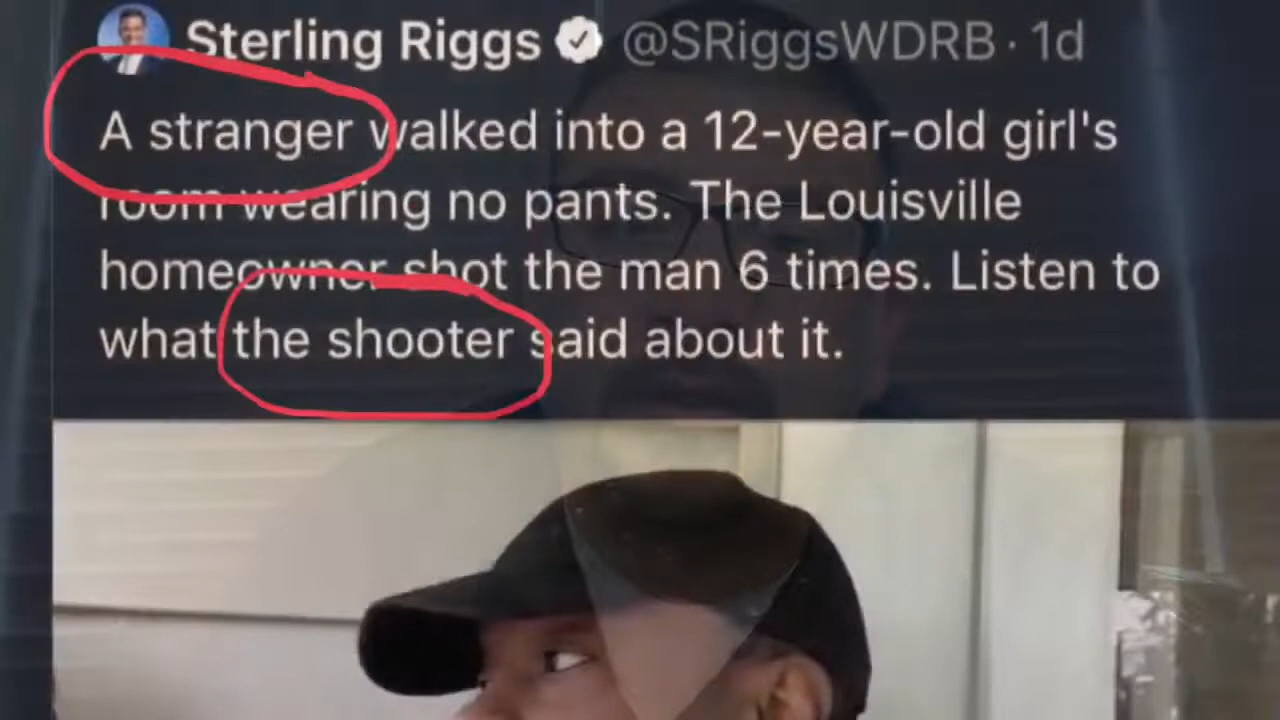 Sterling Riggs @SRiggsWDRB · 1d
A stranger walked into a 12-year-old girl's
room wearing no pants. The Louisville
homeowner shot the man 6 times. Listen to
what the shooter said about it.